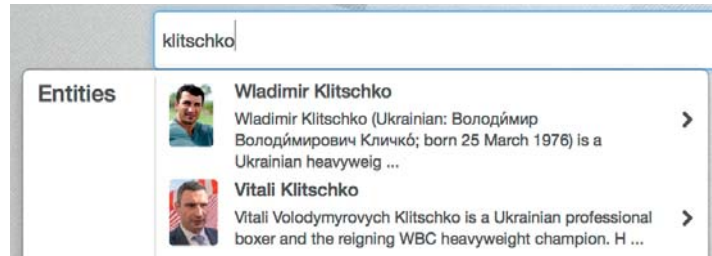 klitschko
Entities
Wladimir Klitschko
Wladimir Klitschko (Ukrainian: Володи́мир
Володи́мирович Кличко́; born 25 March 1976) is a
Ukrainian heavyweig ...
Vitali Klitschko
Vitali Volodymyrovych Klitschko is a Ukrainian professional
boxer and the reigning WBC heavyweight champion. H ...